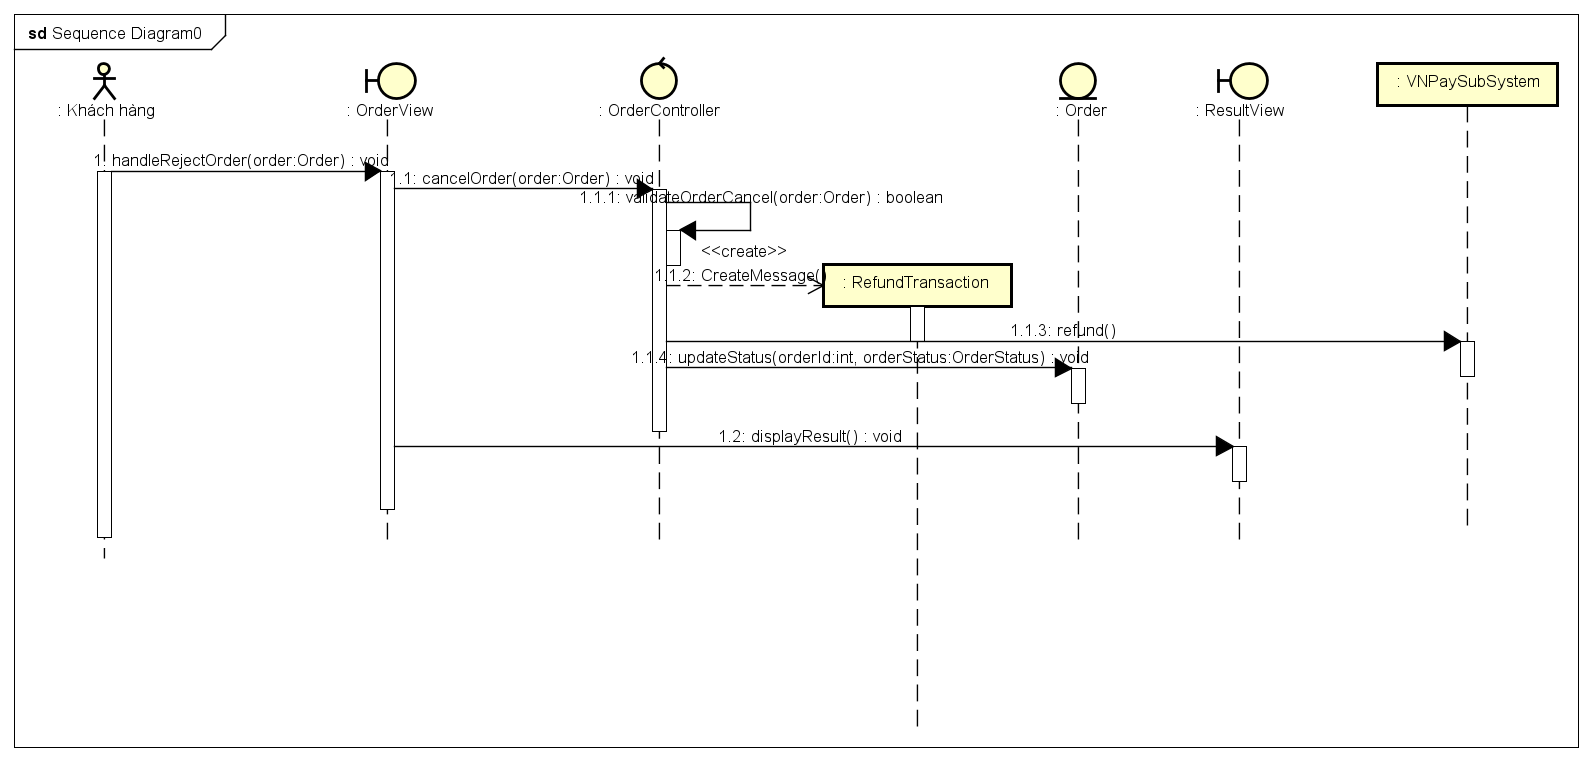 sd Sequence Diagram0
: Khách hàng
: OrderView
: OrderController
: Order
: ResultView
: VNPaySubSystem
1: handleRejectOrder(order:Order) : void
1.1: cancelOrder(order:Order) : void
1.1.1: validateOrderCancel(order:Order) : boolean
<<create>>
1.1.2: CreateMessage()
: RefundTransaction
1.1.3: refund()
1.1.4: updateStatus(orderId:int, orderStatus:OrderStatus) : void
1.2: displayResult() : void